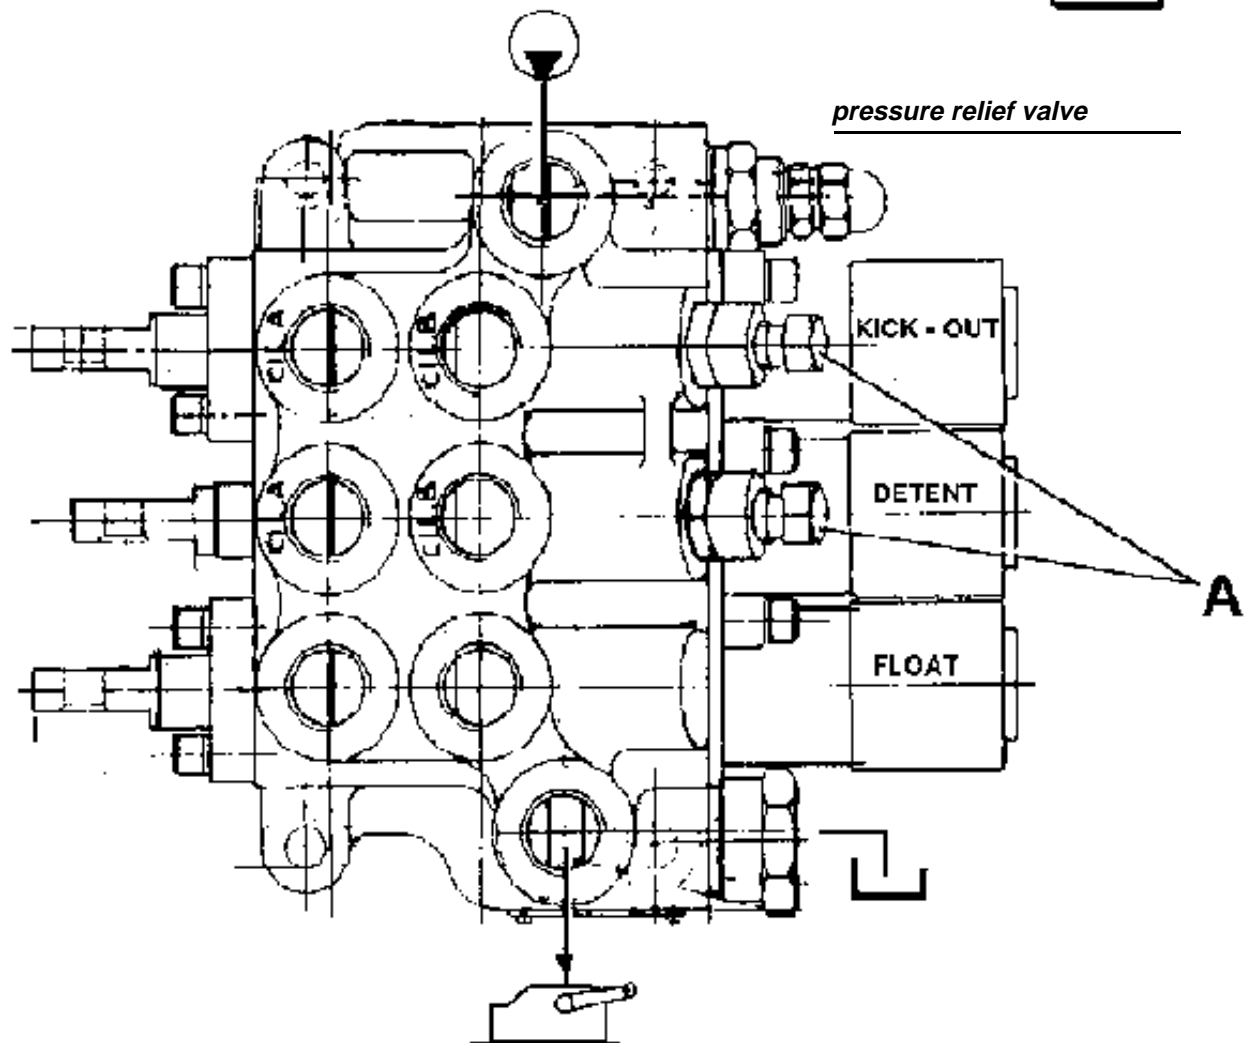 pressure relief valve
CIL A
CIL B
KICK - OUT
CIL A
CIL B
DETENT
A
FLOAT